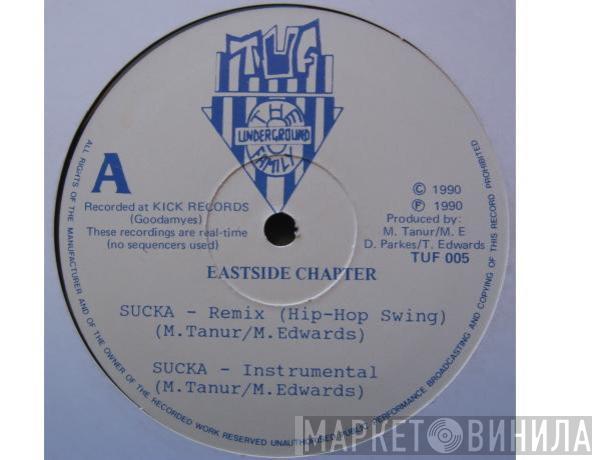 TUF
THE
UNDERGROUND
FAMILY
A
Recorded at KICK RECORDS
(Goodamyes)
These recordings are real-time
(no sequencers used)
© 1990
℗ 1990
Produced by:
M. Tanur/M. E
D. Parkes/T. Edwards
TUF 005
EASTSIDE CHAPTER
SUCKA - Remix (Hip-Hop Swing)
(M.Tanur/M.Edwards)
SUCKA - Instrumental
(M.Tanur/M.Edwards)
ALL RIGHTS OF THE MANUFACTURER AND OF THE OWNER OF THE RECORDED WORK RESERVED UNAUTHORISED PUBLIC PERFORMANCE BROADCASTING AND COPYING OF THIS RECORD PROHIBITED
МАРКЕТ ВИНИЛА